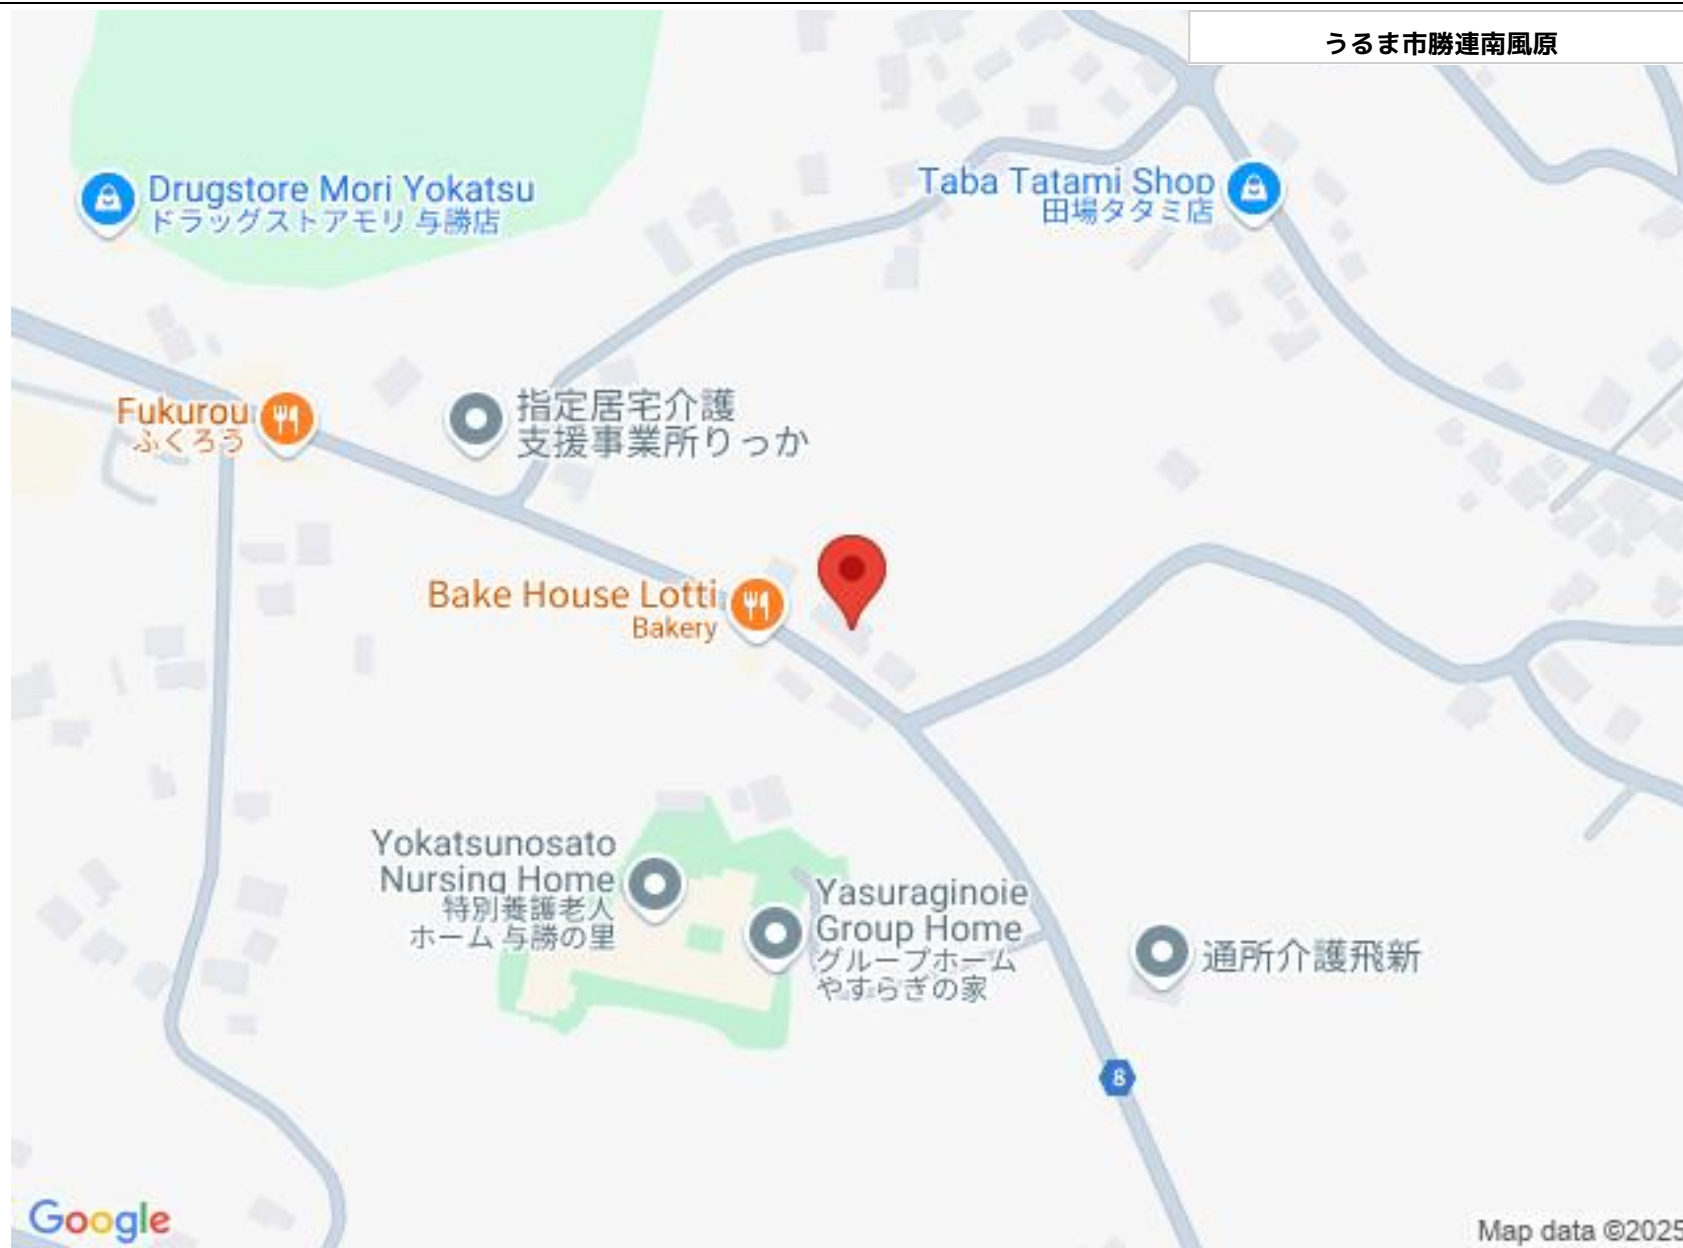 うるま市勝連南風原
Drugstore Mori Yokatsu
ドラッグストアモリ 与勝店
Taba Tatami Shop
田場タタミ店
Fukurou
ふくろう
指定居宅介護
支援事業所りっか
Bake House Lotti
Bakery
Yokatsunosato
Nursing Home
特別養護老人
ホーム 与勝の里
Yasuraginoie
Group Home
グループホーム
やすらぎの家
通所介護飛新
8
Google
Map data ©2025